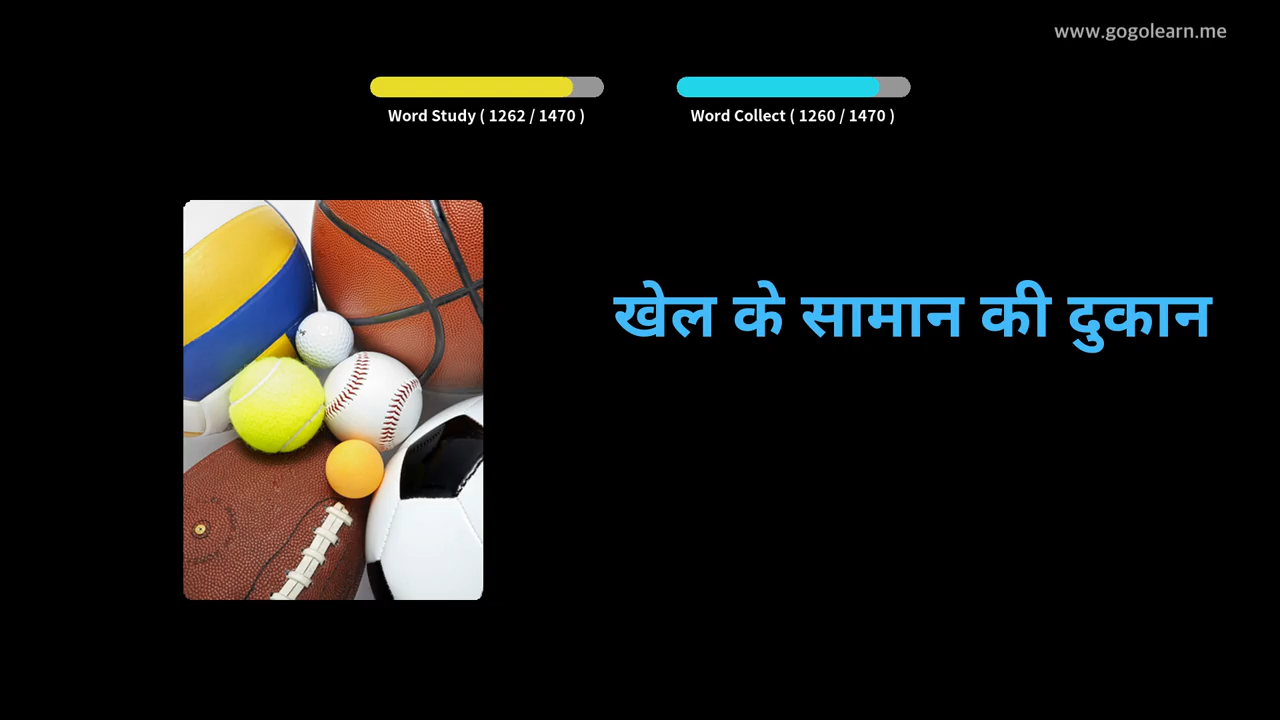 www.gogolearn.me
Word Study ( 1262 / 1470 )
Word Collect ( 1260 / 1470 )
खेल के सामान की दुकान